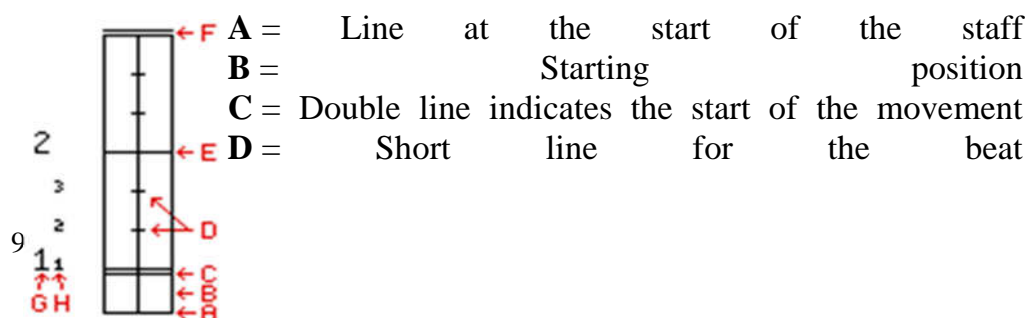 F
A = Line at the start of the staff
B = Starting position
C = Double line indicates the start of the movement
D = Short line for the beat
2
E
3
2
D
9
1 1
C
B
G H
A